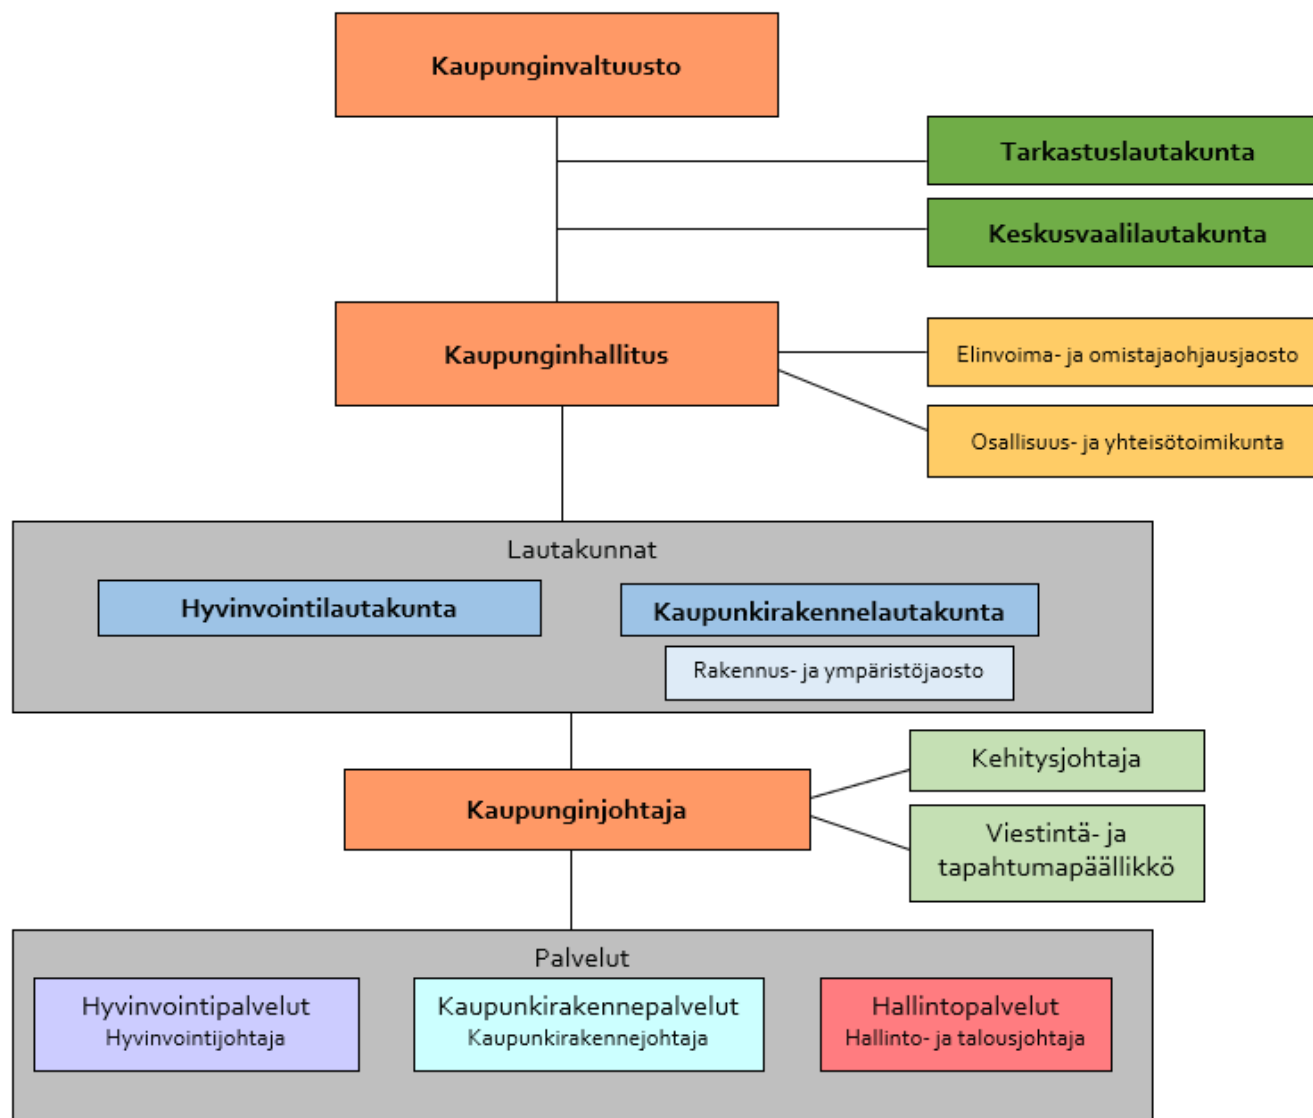 Kaupunginvaltuusto
Tarkastuslautakunta
Keskusvaalilautakunta
Kaupunginhallitus
Elinvoima- ja omistajaohjausjaosto
Osallisuus- ja yhteisötoimikunta
Lautakunnat
Hyvinvointilautakunta
Kaupunkirakennelautakunta
Rakennus- ja ympäristöjaosto
Kaupunginjohtaja
Kehitysjohtaja
Viestintä- ja
tapahtumapäällikkö
Palvelut
Hyvinvointipalvelut
Hyvinvointijohtaja
Kaupunkirakennepalvelut
Kaupunkirakennejohtaja
Hallintopalvelut
Hallinto- ja talousjohtaja